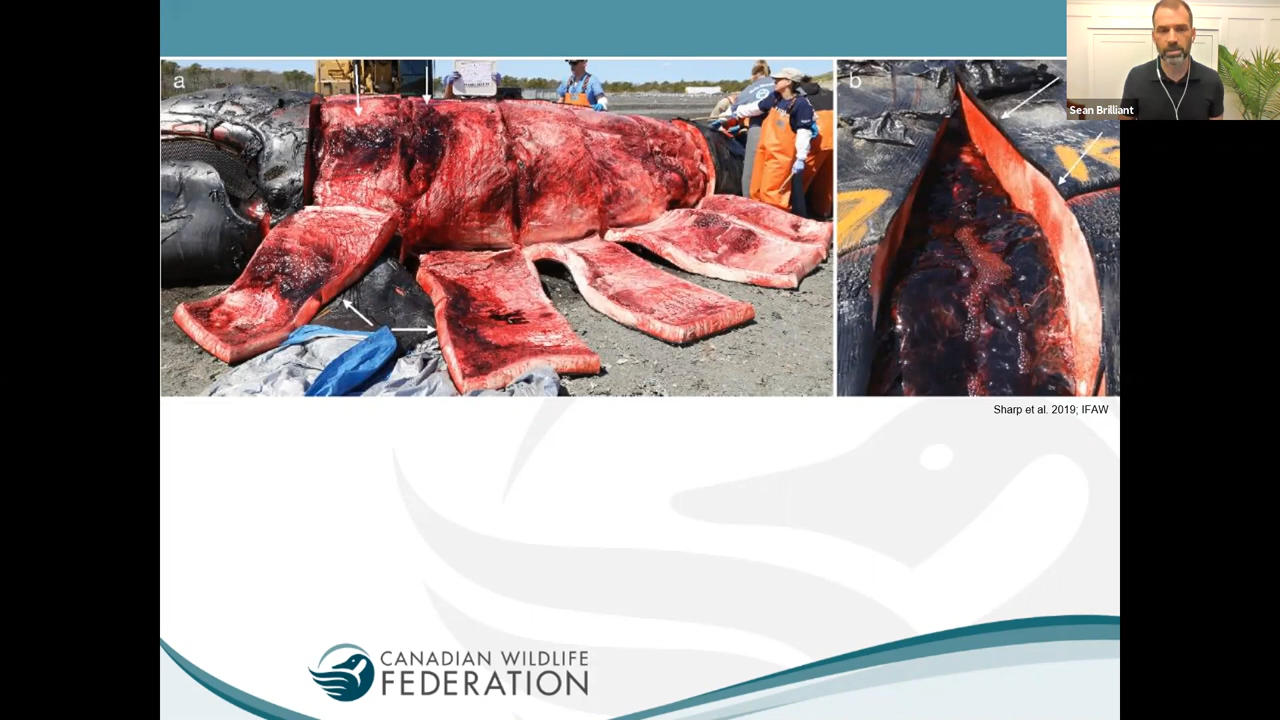 a
b
Sean Brilliant
Sharp et al. 2019; IFAW
CANADIAN WILDLIFE
FEDERATION